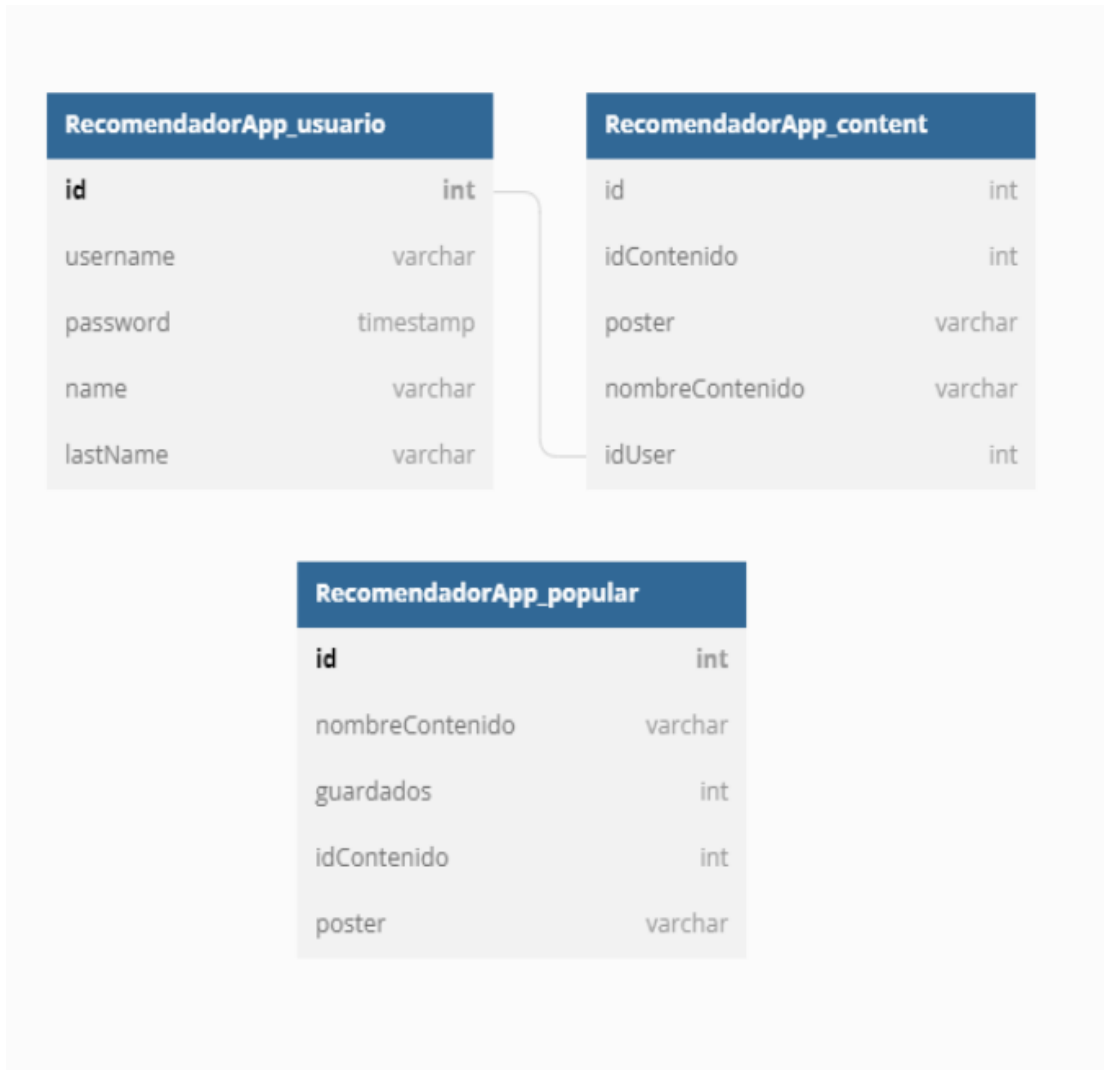 RecomendadorApp_usuario
id int
username varchar
password timestamp
name varchar
lastName varchar
RecomendadorApp_content
id int
idContenido int
poster varchar
nombreContenido varchar
idUser int
RecomendadorApp_popular
id int
nombreContenido varchar
guardados int
idContenido int
poster varchar